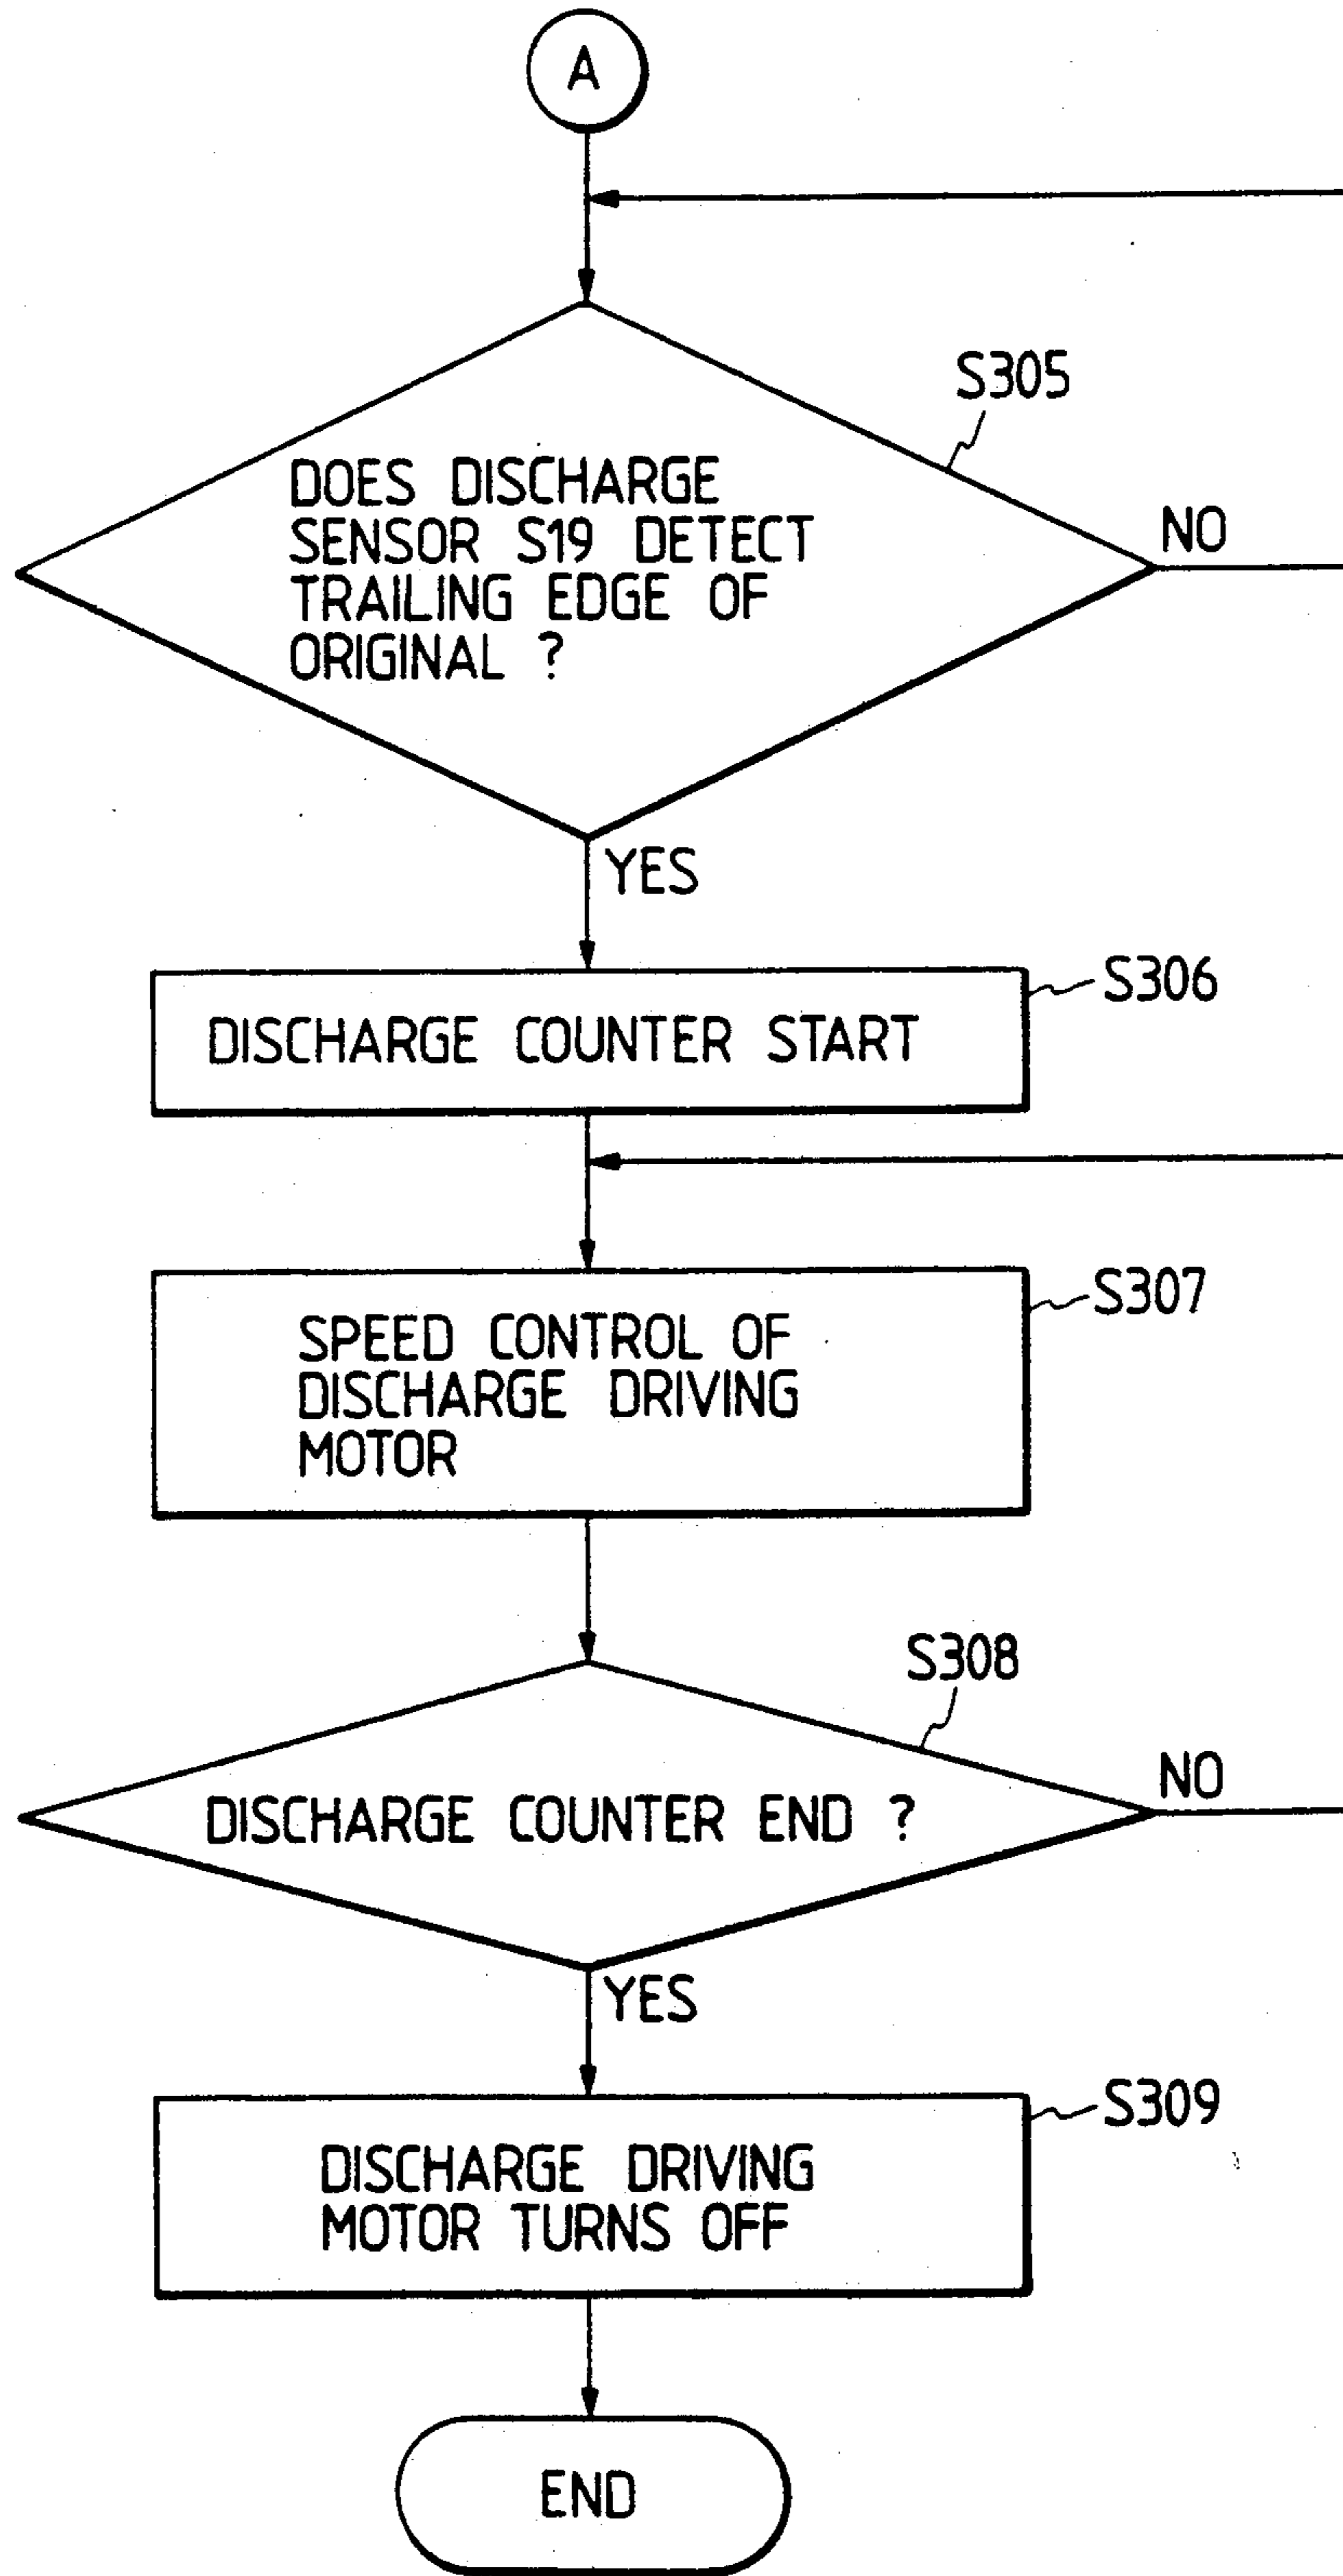 A
S305
DOES DISCHARGE
SENSOR S19 DETECT
TRAILING EDGE OF
ORIGINAL ?
NO
YES
S306
DISCHARGE COUNTER START
S307
SPEED CONTROL OF
DISCHARGE DRIVING
MOTOR
S308
DISCHARGE COUNTER END ?
NO
YES
S309
DISCHARGE DRIVING
MOTOR TURNS OFF
END